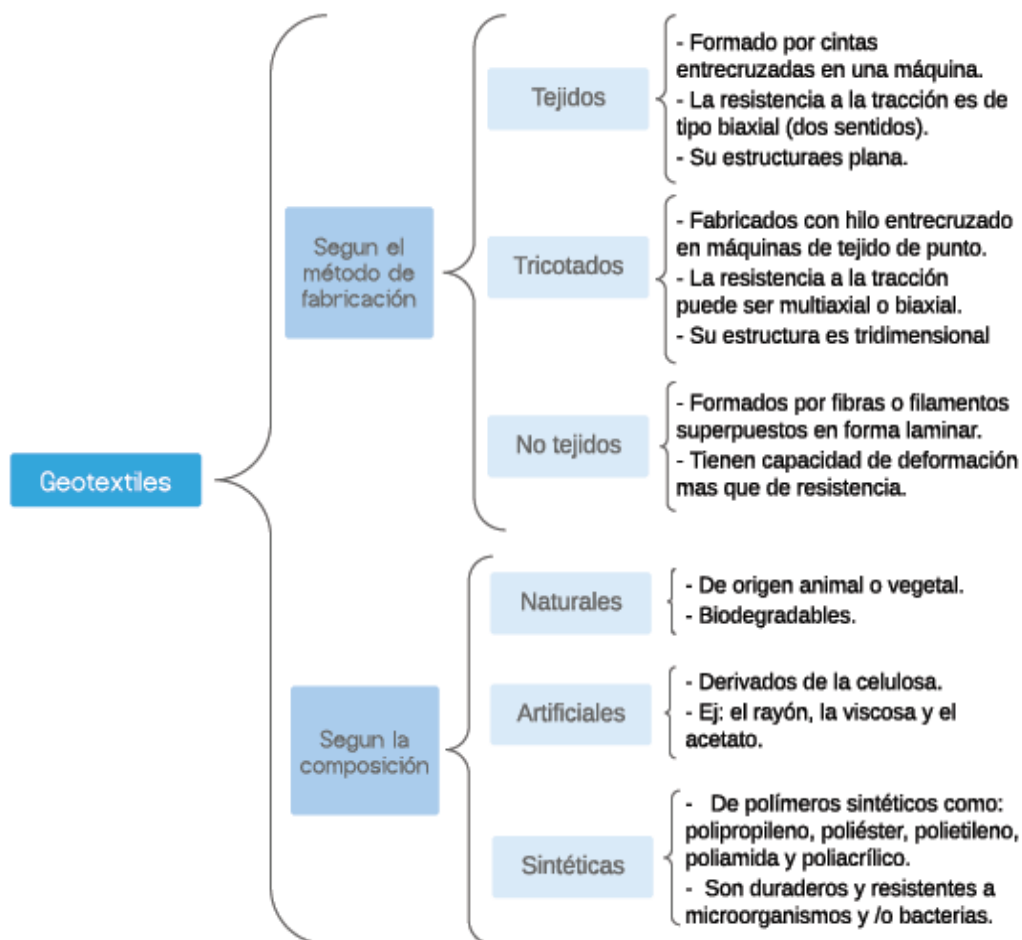 Geotextiles
Segun el
método de
fabricación
Tejidos
- Formado por cintas
entrecruzadas en una máquina.
- La resistencia a la tracción es de
tipo biaxial (dos sentidos).
- Su estructuraes plana.
Tricotados
- Fabricados con hilo entrecruzado
en máquinas de tejido de punto.
- La resistencia a la tracción
puede ser multiaxial o biaxial.
- Su estructura es tridimensional
No tejidos
- Formados por fibras o filamentos
superpuestos en forma laminar.
- Tienen capacidad de deformación
mas que de resistencia.
Segun la
composición
Naturales
- De origen animal o vegetal.
- Biodegradables.
Artificiales
- Derivados de la celulosa.
- Ej: el rayón, la viscosa y el
acetato.
Sintéticas
- De polímeros sintéticos como:
polipropileno, poliéster, polietileno,
poliamida y poliacrílico.
- Son duraderos y resistentes a
microorganismos y /o bacterias.